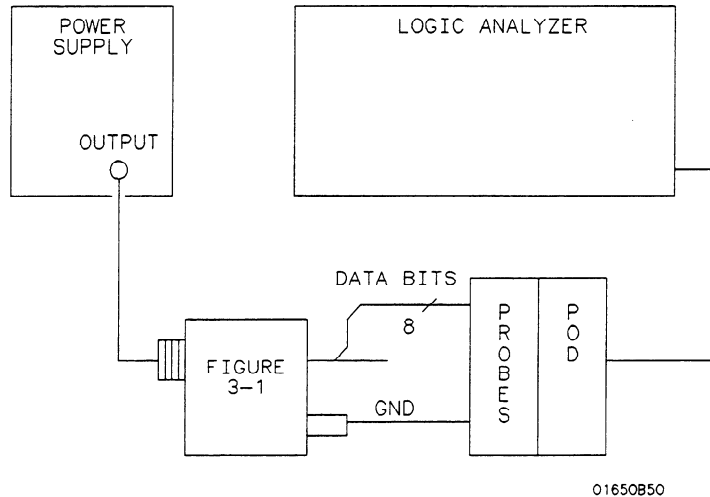 POWER
SUPPLY
OUTPUT
LOGIC ANALYZER
DATA BITS
8
FIGURE
3-1
GND
PROBES
POD
01650B50